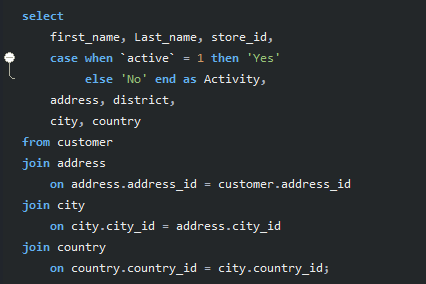 select
first_name, Last_name, store_id,
case when `active` = 1 then 'Yes'
else 'No' end as Activity,
address, district,
city, country
from customer
join address
on address.address_id = customer.address_id
join city
on city.city_id = address.city_id
join country
on country.country_id = city.country_id;